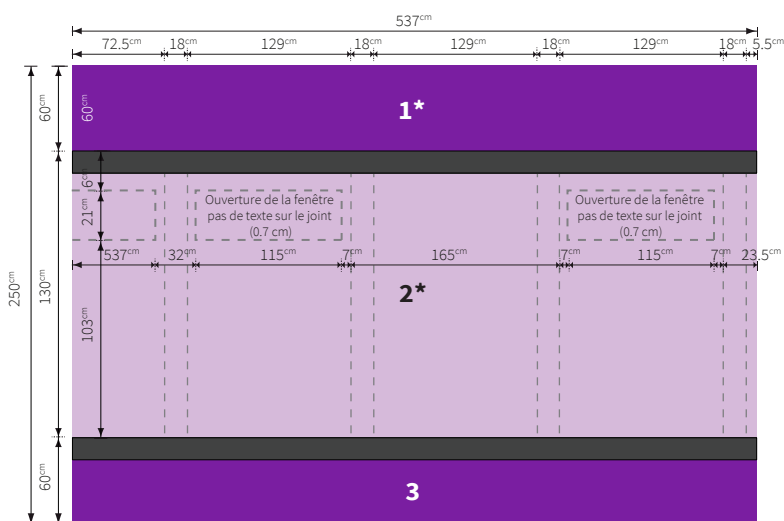 537cm
72.5cm 18cm 129cm 18cm 129cm 18cm 129cm 18cm 5.5cm
60cm
60cm
1*
6cm
21cm
Ouverture de la fenêtre
pas de texte sur le joint
(0.7 cm)
Ouverture de la fenêtre
pas de texte sur le joint
(0.7 cm)
537cm 32cm 115cm 7cm 165cm 7cm 115cm 7cm 23.5cm
250cm
130cm
2*
103cm
60cm
3